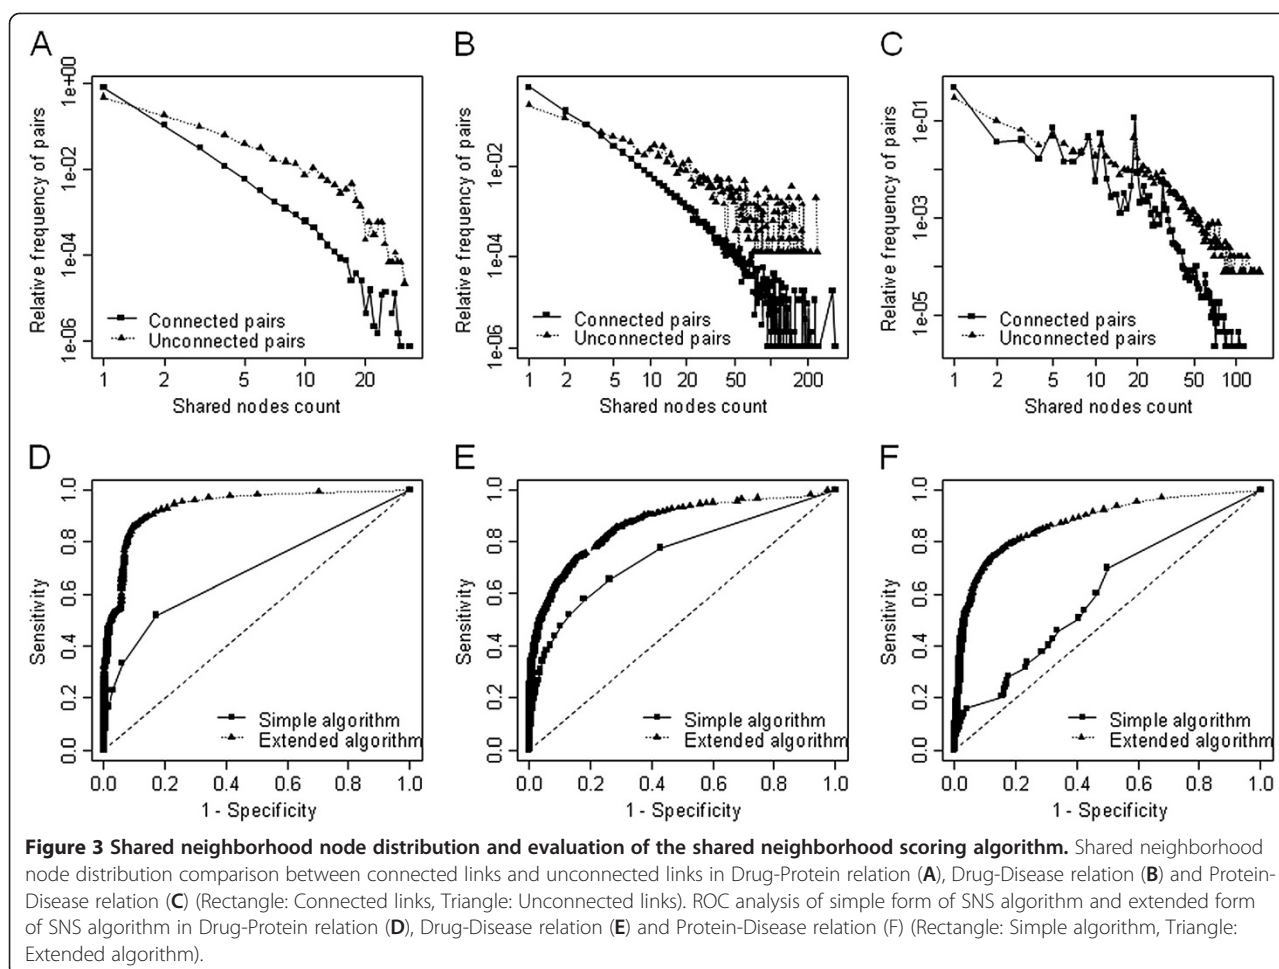 A
B
C
Relative frequency of pairs
1e+00
1e-02
1e-04
1e-06
Connected pairs
Unconnected pairs
1 2 5 10 20
Shared nodes count
Relative frequency of pairs
1e-02
1e-04
1e-06
Connected pairs
Unconnected pairs
1 2 5 10 20 50 200
Shared nodes count
Relative frequency of pairs
1e-01
1e-03
1e-05
Connected pairs
Unconnected pairs
1 2 5 10 20 50 100
Shared nodes count
D
E
F
Sensitivity
1.0
0.8
0.6
0.4
0.2
0.0
Simple algorithm
Extended algorithm
0.0 0.2 0.4 0.6 0.8 1.0
1 - Specificity
Sensitivity
1.0
0.8
0.6
0.4
0.2
0.0
Simple algorithm
Extended algorithm
0.0 0.2 0.4 0.6 0.8 1.0
1 - Specificity
Sensitivity
1.0
0.8
0.6
0.4
0.2
0.0
Simple algorithm
Extended algorithm
0.0 0.2 0.4 0.6 0.8 1.0
1 - Specificity
Figure 3 Shared neighborhood node distribution and evaluation of the shared neighborhood scoring algorithm. Shared neighborhood
node distribution comparison between connected links and unconnected links in Drug-Protein relation (A), Drug-Disease relation (B) and Protein-
Disease relation (C) (Rectangle: Connected links, Triangle: Unconnected links). ROC analysis of simple form of SNS algorithm and extended form
of SNS algorithm in Drug-Protein relation (D), Drug-Disease relation (E) and Protein-Disease relation (F) (Rectangle: Simple algorithm, Triangle:
Extended algorithm).